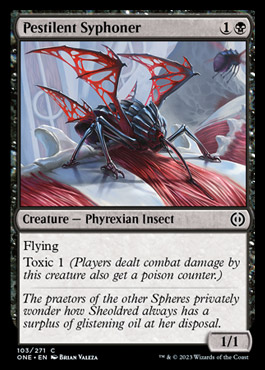 Pestilent Syphoner 1
Creature — Phyrexian Insect
Flying
Toxic 1 (Players dealt combat damage by
this creature also get a poison counter.)
The praetors of the other Spheres privately
wonder how Sheoldred always has a
surplus of glistening oil at her disposal.
1/1
103/271 C
ONE • EN BRIAN VALEZA
™ & © 2023 Wizards of the Coast